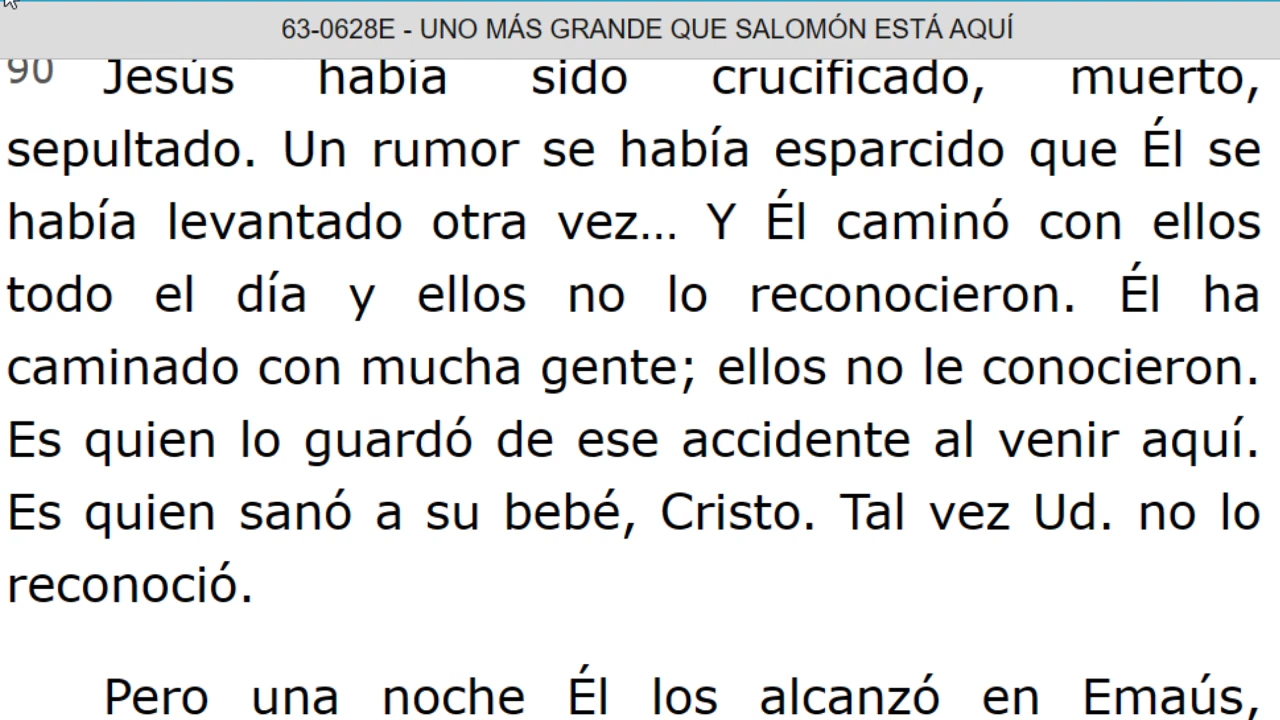 63-0628E - UNO MÁS GRANDE QUE SALOMÓN ESTÁ AQUÍ
90 Jesús había sido crucificado, muerto,
sepultado. Un rumor se había esparcido que Él se
había levantado otra vez... Y Él caminó con ellos
todo el día y ellos no lo reconocieron. Él ha
caminado con mucha gente; ellos no le conocieron.
Es quien lo guardó de ese accidente al venir aquí.
Es quien sanó a su bebé, Cristo. Tal vez Ud. no lo
reconoció.
Pero una noche Él los alcanzó en Emaús,